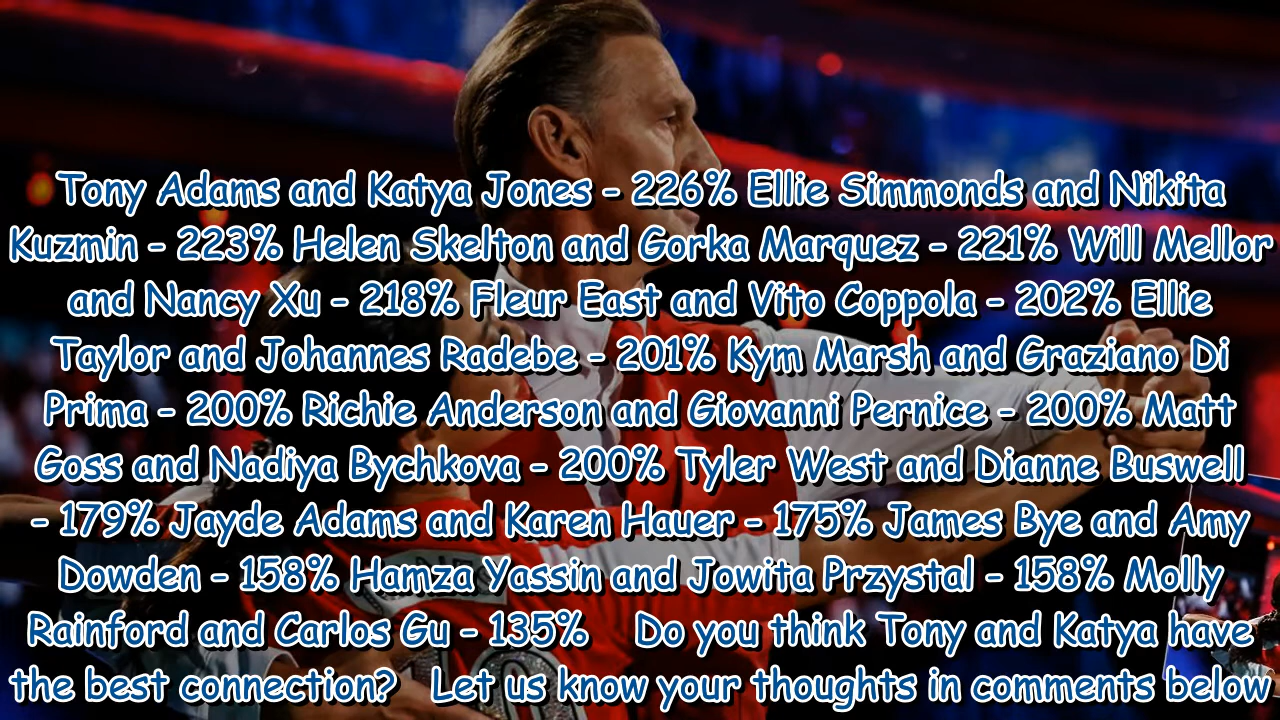 Tony Adams and Katya Jones - 226% Ellie Simmonds and Nikita
Kuzmin - 223% Helen Skelton and Gorka Marquez - 221% Will Mellor
and Nancy Xu - 218% Fleur East and Vito Coppola - 202% Ellie
Taylor and Johannes Radebe - 201% Kym Marsh and Graziano Di
Prima - 200% Richie Anderson and Giovanni Pernice - 200% Matt
Goss and Nadiya Bychkova - 200% Tyler West and Dianne Buswell
- 179% Jayde Adams and Karen Hauer - 175% James Bye and Amy
Dowden - 158% Hamza Yassin and Jowita Przystal - 158% Molly
Rainford and Carlos Gu - 135% Do you think Tony and Katya have
the best connection? Let us know your thoughts in comments below